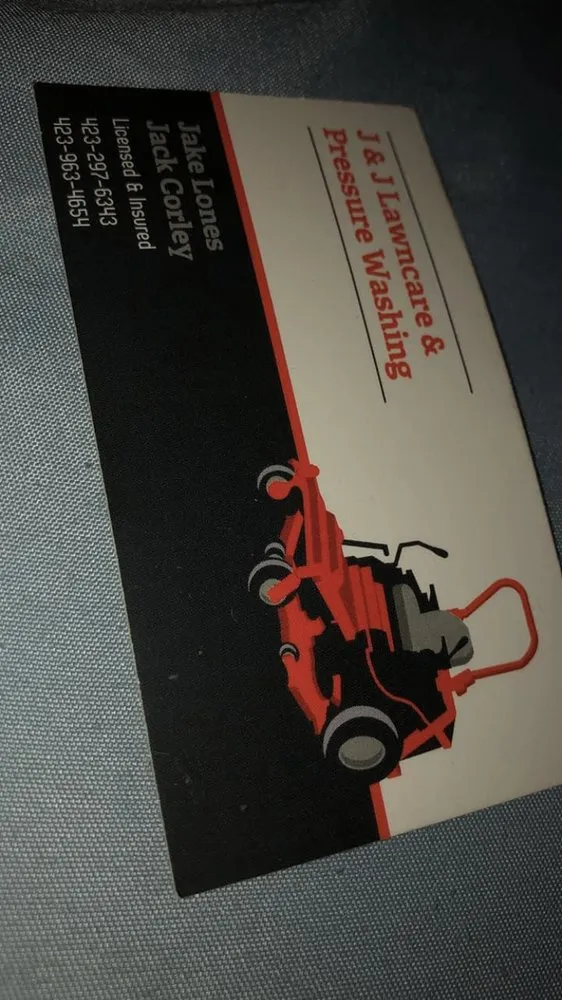 J & J Lawncare &
Pressure Washing
Jake Lones
Jack Corley
Licensed & Insured
423-297-6343
423-963-4654